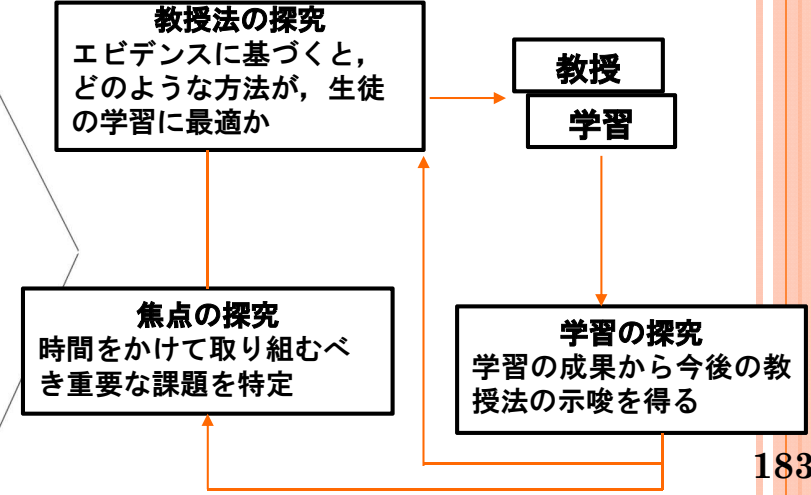 教授法の探究
エビデンスに基づくと，
どのような方法が，生徒
の学習に最適か
教授
学習
焦点の探究
時間をかけて取り組むべ
き重要な課題を特定
学習の探究
学習の成果から今後の教
授法の示唆を得る
183